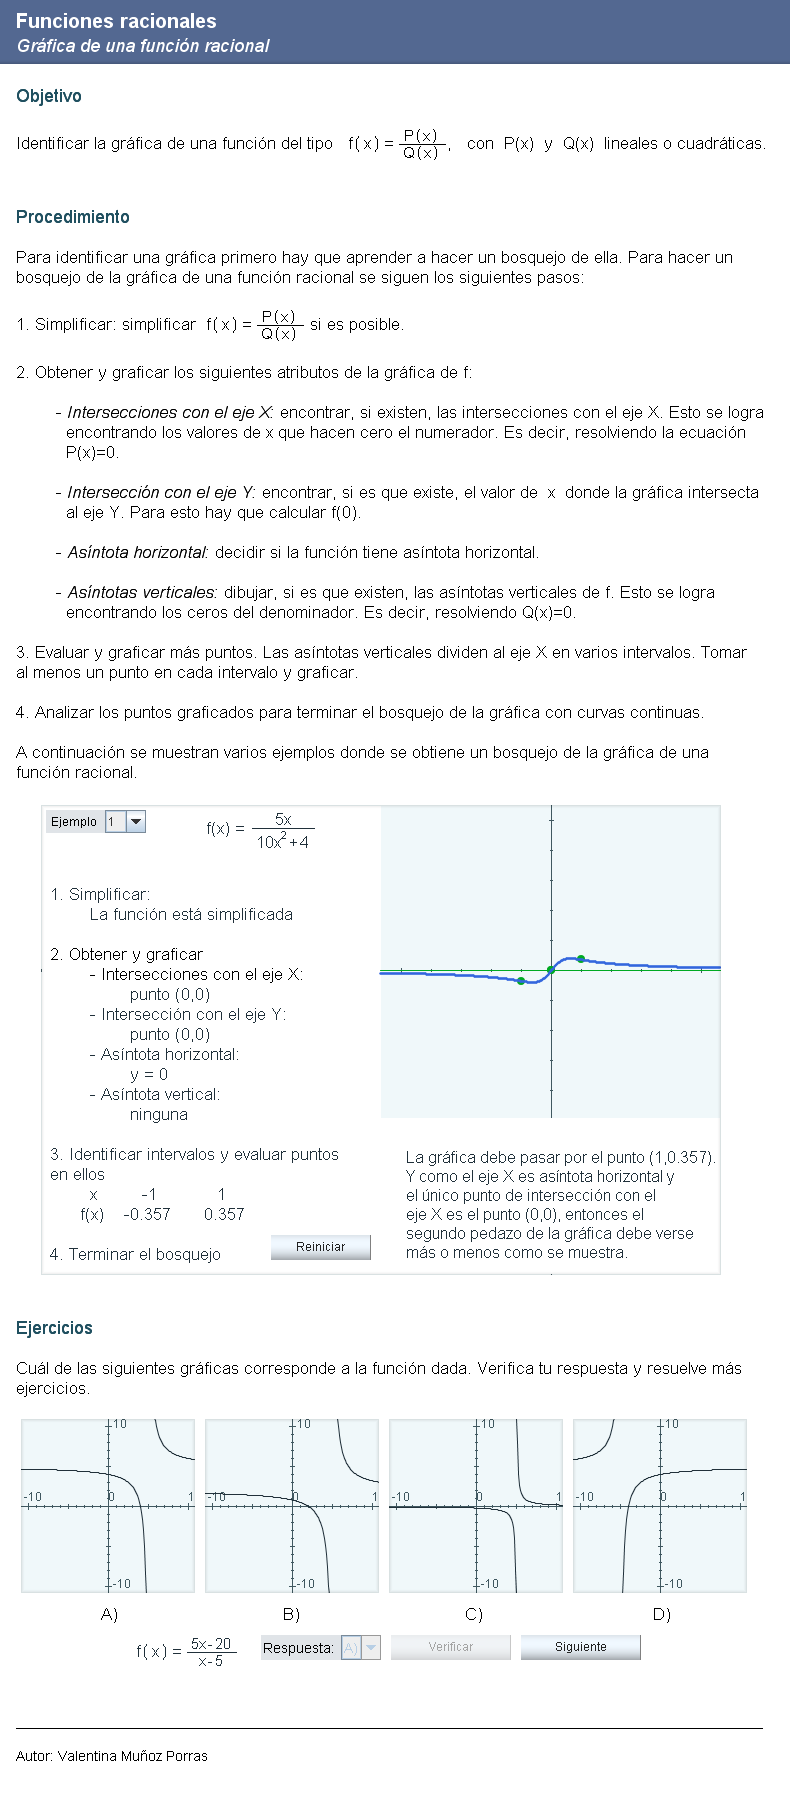 Funciones racionales
Gráfica de una función racional
Objetivo
Identificar la gráfica de una función del tipo f(x) = P(x)/Q(x), con P(x) y Q(x) lineales o cuadráticas.
Procedimiento
Para identificar una gráfica primero hay que aprender a hacer un bosquejo de ella. Para hacer un
bosquejo de la gráfica de una función racional se siguen los siguientes pasos:
1. Simplificar: simplificar f(x) = P(x)/Q(x) si es posible.
2. Obtener y graficar los siguientes atributos de la gráfica de f:
- Intersecciones con el eje X: encontrar, si existen, las intersecciones con el eje X. Esto se logra
encontrando los valores de x que hacen cero el numerador. Es decir, resolviendo la ecuación
P(x)=0.
- Intersección con el eje Y: encontrar, si es que existe, el valor de x donde la gráfica intersecta
al eje Y. Para esto hay que calcular f(0).
- Asíntota horizontal: decidir si la función tiene asíntota horizontal.
- Asíntotas verticales: dibujar, si es que existen, las asíntotas verticales de f. Esto se logra
encontrando los ceros del denominador. Es decir, resolviendo Q(x)=0.
3. Evaluar y graficar más puntos. Las asíntotas verticales dividen al eje X en varios intervalos. Tomar
al menos un punto en cada intervalo y graficar.
4. Analizar los puntos graficados para terminar el bosquejo de la gráfica con curvas continuas.
A continuación se muestran varios ejemplos donde se obtiene un bosquejo de la gráfica de una
función racional.
Ejemplo 1
f(x) = 5x/(10x²+4)
1. Simplificar:
La función está simplificada
2. Obtener y graficar
- Intersecciones con el eje X:
punto (0,0)
- Intersección con el eje Y:
punto (0,0)
- Asíntota horizontal:
y = 0
- Asíntota vertical:
ninguna
3. Identificar intervalos y evaluar puntos
en ellos
x -1 1
f(x) -0.357 0.357
4. Terminar el bosquejo
Reiniciar
La gráfica debe pasar por el punto (1,0.357).
Y como el eje X es asíntota horizontal y
el único punto de intersección con el
eje X es el punto (0,0), entonces el
segundo pedazo de la gráfica debe verse
más o menos como se muestra.
Ejercicios
Cuál de las siguientes gráficas corresponde a la función dada. Verifica tu respuesta y resuelve más
ejercicios.
10 10 10 10
-10 0 1 -10 0 1 -10 0 1 -10 0 1
-10 -10 -10 -10
A) B) C) D)
f(x) = 5x-20/x-5 Respuesta: A) Verificar Siguiente
Autor: Valentina Muñoz Porras